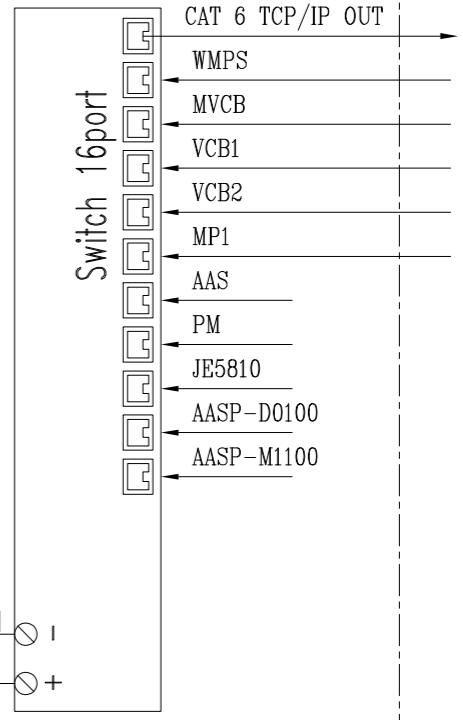 CAT 6 TCP/IP OUT
WMPS
MVCB
VCB1
VCB2
MP1
AAS
PM
JE5810
AASP-D0100
AASP-M1100
Switch 16port
-
+